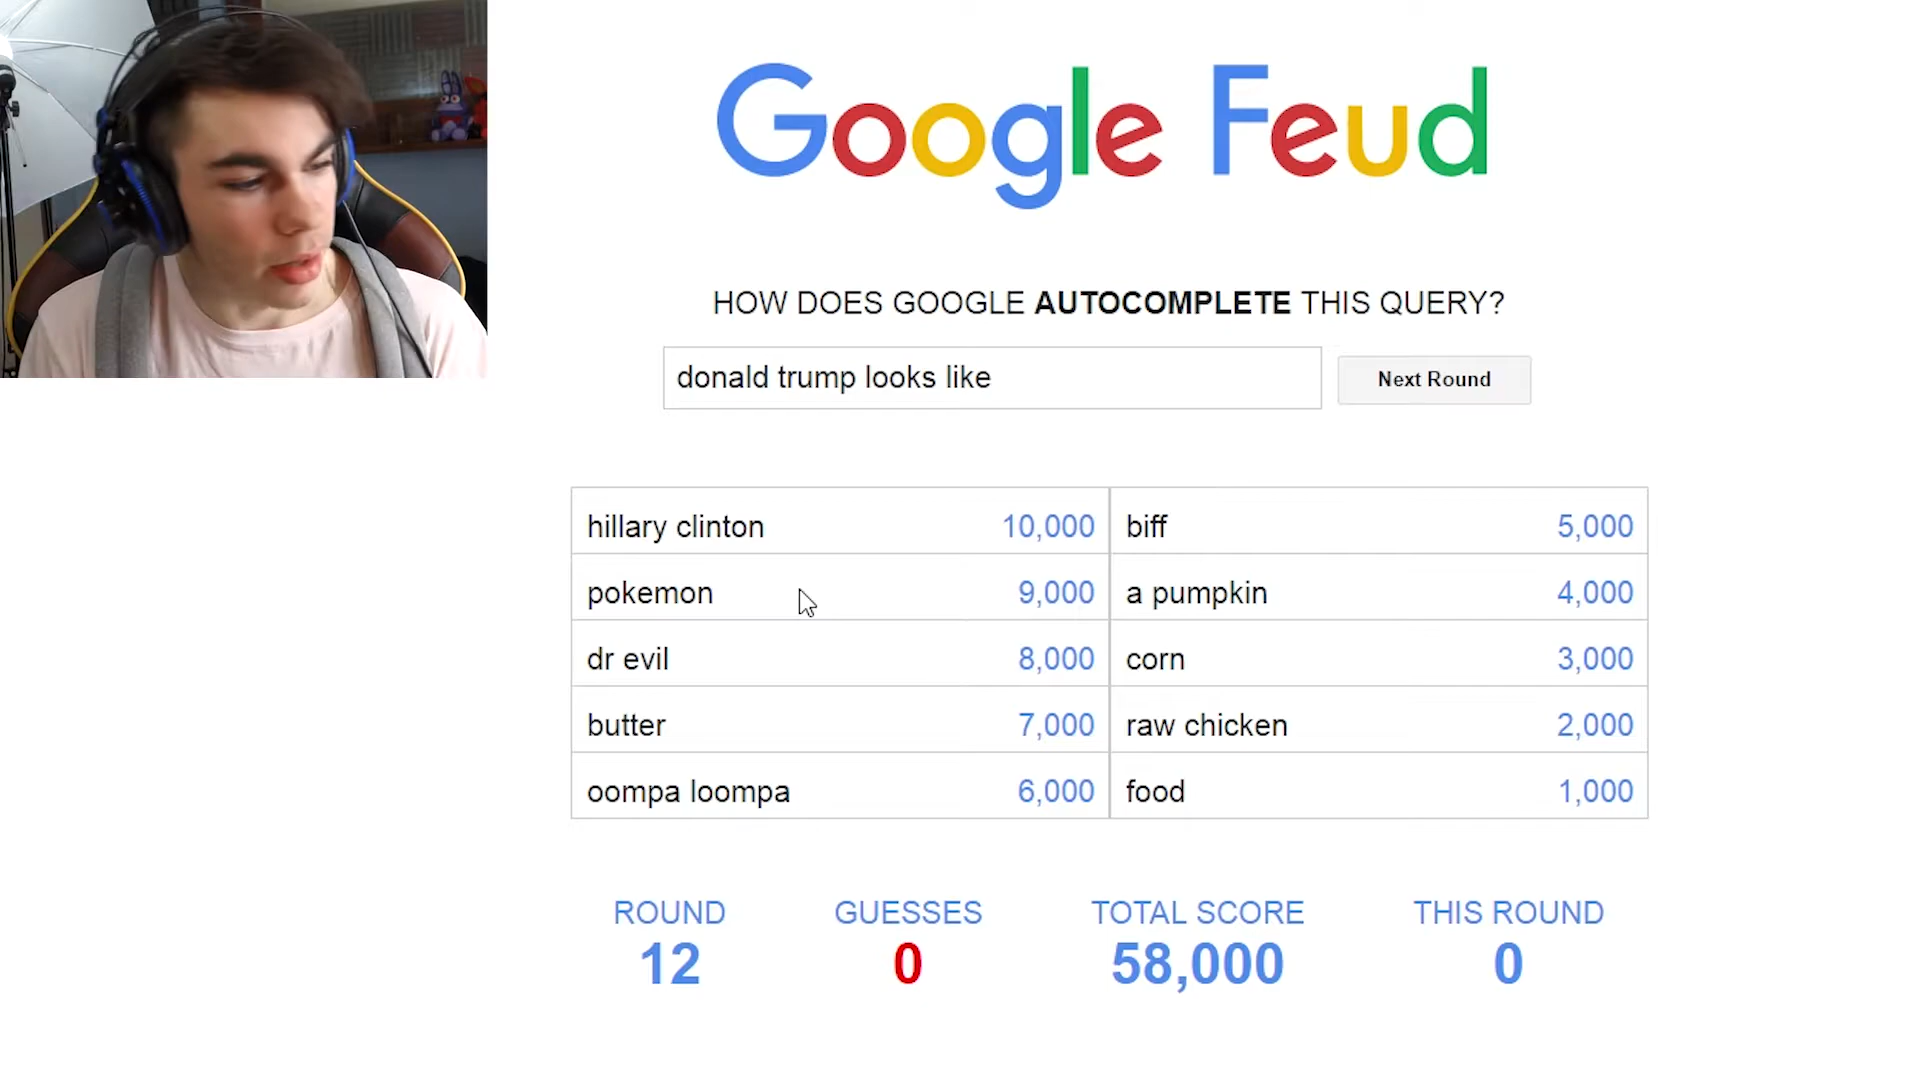 Google Feud
HOW DOES GOOGLE AUTOCOMPLETE THIS QUERY?
donald trump looks like
Next Round
hillary clinton 10,000
biff 5,000
pokemon 9,000
a pumpkin 4,000
dr evil 8,000
corn 3,000
butter 7,000
raw chicken 2,000
oompa loompa 6,000
food 1,000
ROUND GUESSES TOTAL SCORE THIS ROUND
12 0 58,000 0